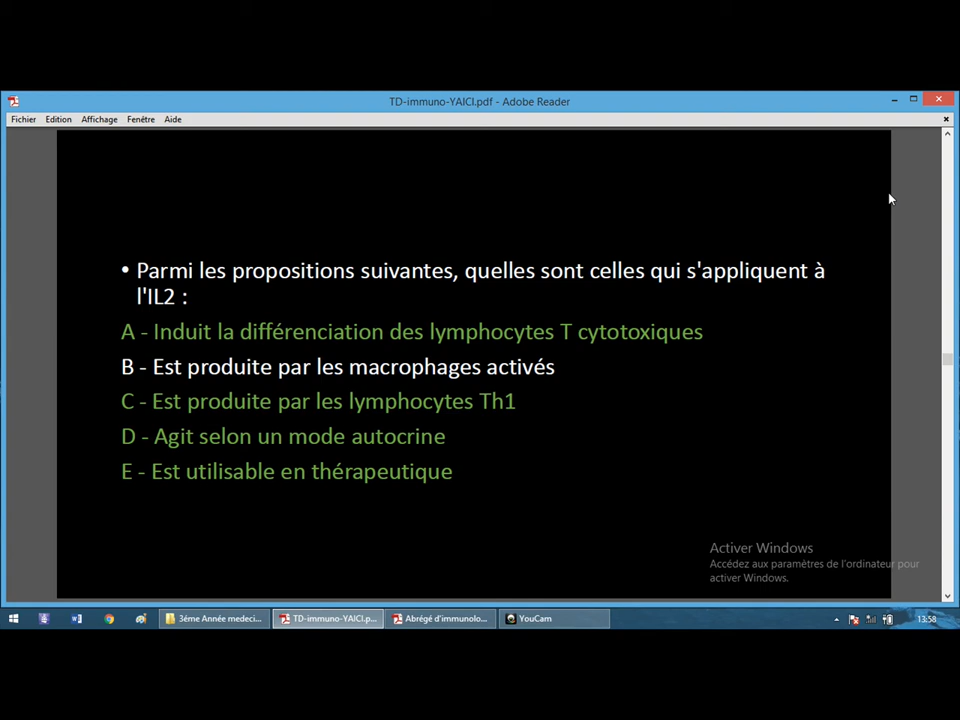 TD-immuno-YAICI.pdf - Adobe Reader
Fichier Edition Affichage Fenêtre Aide
• Parmi les propositions suivantes, quelles sont celles qui s'appliquent à
l'IL2 :
A - Induit la différenciation des lymphocytes T cytotoxiques
B - Est produite par les macrophages activés
C - Est produite par les lymphocytes Th1
D - Agit selon un mode autocrine
E - Est utilisable en thérapeutique
Activer Windows
Accédez aux paramètres de l'ordinateur pour
activer Windows.
3éme Année medeci... TD-immuno-YAICI.p... Abrégé d'immunolo... YouCam 13:58